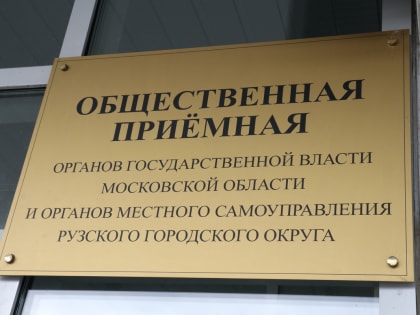 ОБЩЕСТВЕННАЯ
ПРИЁМНАЯ
ОРГАНОВ ГОСУДАРСТВЕННОЙ ВЛАСТИ
МОСКОВСКОЙ ОБЛАСТИ
И ОРГАНОВ МЕСТНОГО САМОУПРАВЛЕНИЯ
РУЗСКОГО ГОРОДСКОГО ОКРУГА